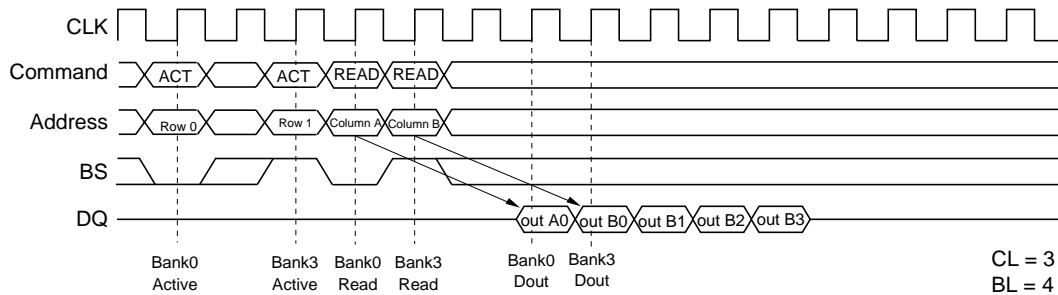 CLK
Command ACT ACT READ READ
Address Row 0 Row 1 Column A Column B
BS
DQ out A0 out B0 out B1 out B2 out B3
Bank0 Active
Bank3 Active
Bank0 Read
Bank3 Read
Bank0 Dout
Bank3 Dout
CL = 3
BL = 4